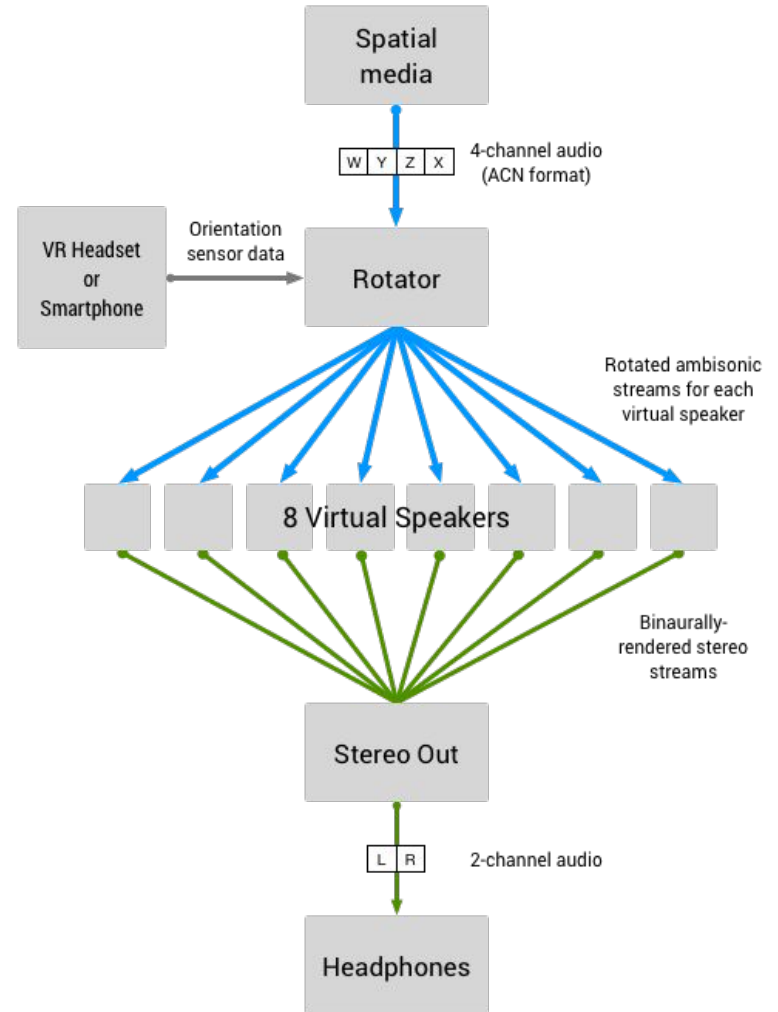 Spatial
media
W Y Z X
4-channel audio
(ACN format)
VR Headset
or
Smartphone
Orientation
sensor data
Rotator
Rotated ambisonic
streams for each
virtual speaker
8 Virtual Speakers
Binaurally-
rendered stereo
streams
Stereo Out
L R
2-channel audio
Headphones